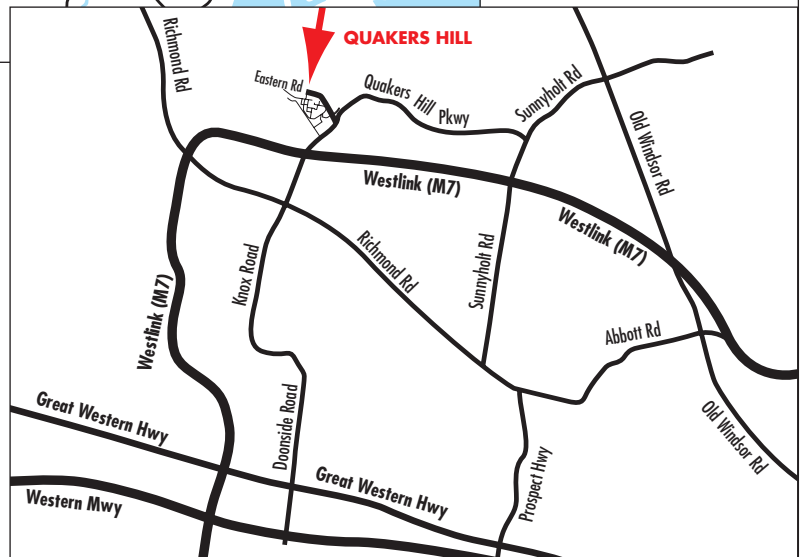 QUAKERS HILL
Richmond Rd
Eastern Rd
Quakers Hill Pkwy
Sunnyholt Rd
Old Windsor Rd
Westlink (M7)
Westlink (M7)
Knox Road
Richmond Rd
Sunnyholt Rd
Westlink (M7)
Abbott Rd
Great Western Hwy
Doonside Road
Old Windsor Rd
Great Western Hwy
Prospect Hwy
Western Mwy